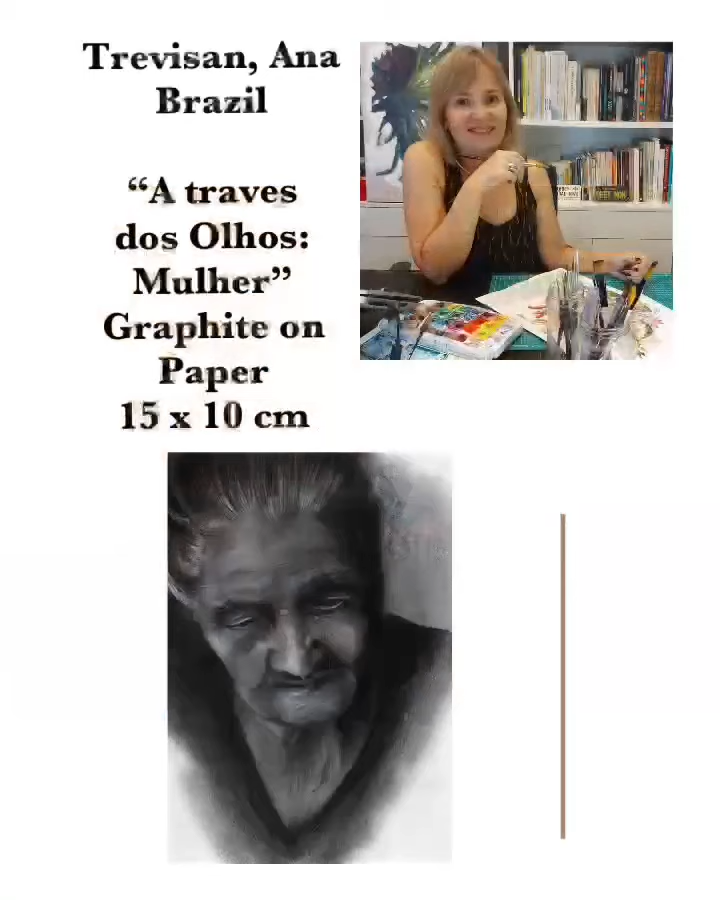 Trevisan, Ana
Brazil
“A traves
dos Olhos:
Mulher”
Graphite on
Paper
15 x 10 cm